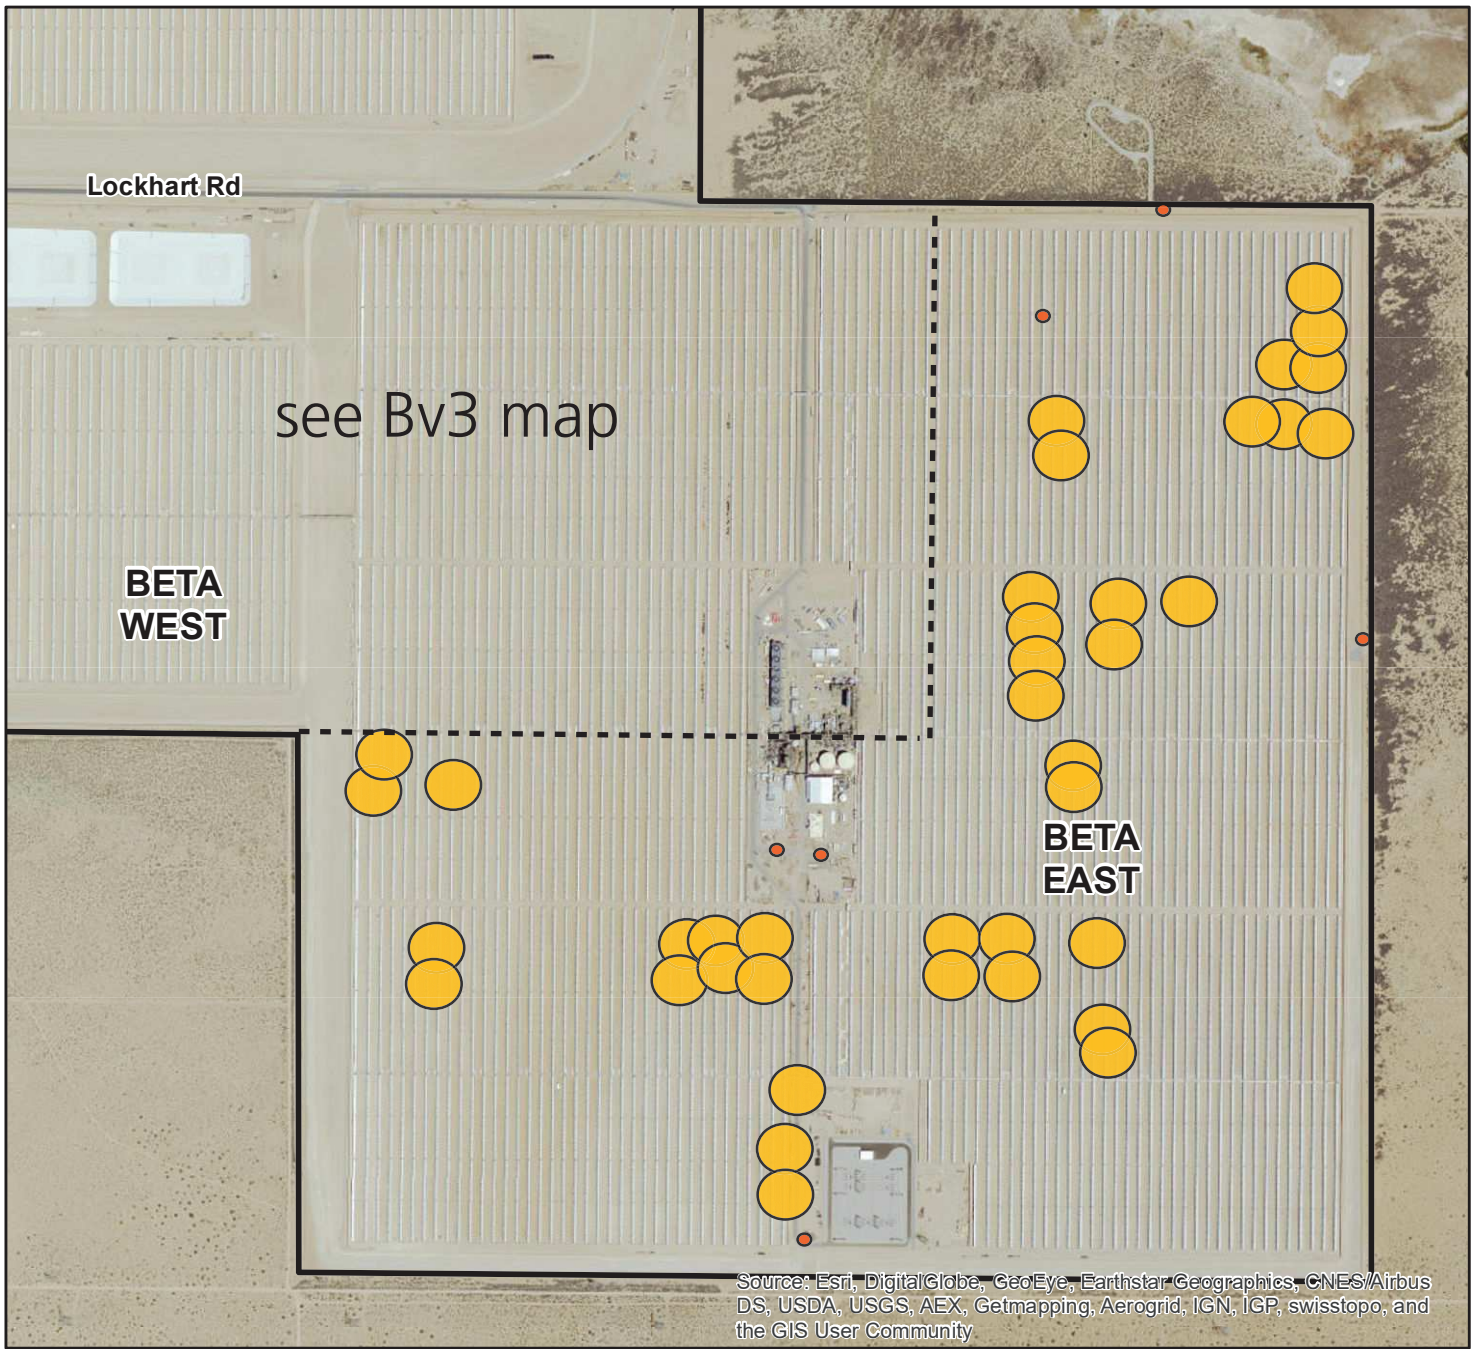 Lockhart Rd
see Bv3 map
BETA
WEST
BETA
EAST
Source: Esri, DigitalGlobe, GeoEye, Earthstar Geographics, CNES/Airbus
DS, USDA, USGS, AEX, Getmapping, Aerogrid, IGN, IGP, swisstopo, and
the GIS User Community